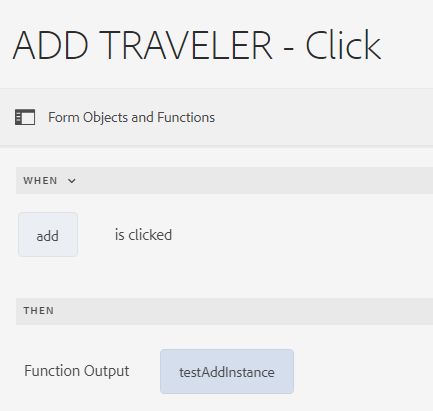 ADD TRAVELER - Click
Form Objects and Functions
WHEN
add is clicked
THEN
Function Output testAddInstance